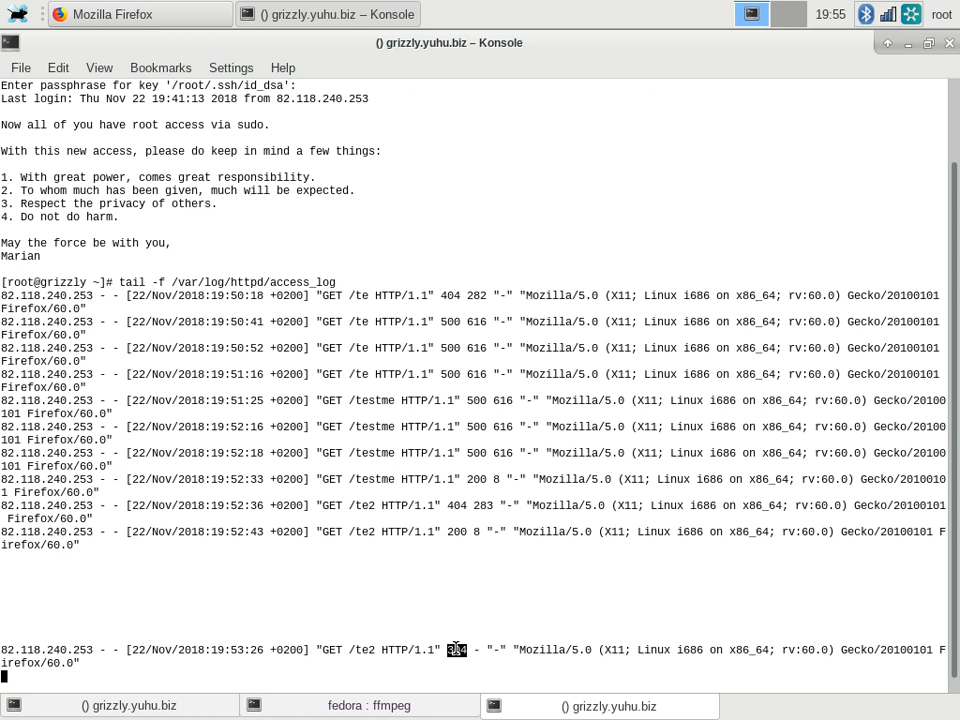 Mozilla Firefox
() grizzly.yuhu.biz – Konsole
19:55
root
() grizzly.yuhu.biz – Konsole
File Edit View Bookmarks Settings Help
Enter passphrase for key '/root/.ssh/id_dsa':
Last login: Thu Nov 22 19:41:13 2018 from 82.118.240.253
Now all of you have root access via sudo.
With this new access, please do keep in mind a few things:
1. With great power, comes great responsibility.
2. To whom much has been given, much will be expected.
3. Respect the privacy of others.
4. Do not do harm.
May the force be with you,
Marian
[root@grizzly ~]# tail -f /var/log/httpd/access_log
82.118.240.253 - - [22/Nov/2018:19:50:18 +0200] "GET /te HTTP/1.1" 404 282 "-" "Mozilla/5.0 (X11; Linux i686 on x86_64; rv:60.0) Gecko/20100101
Firefox/60.0"
82.118.240.253 - - [22/Nov/2018:19:50:41 +0200] "GET /te HTTP/1.1" 500 616 "-" "Mozilla/5.0 (X11; Linux i686 on x86_64; rv:60.0) Gecko/20100101
Firefox/60.0"
82.118.240.253 - - [22/Nov/2018:19:50:52 +0200] "GET /te HTTP/1.1" 500 616 "-" "Mozilla/5.0 (X11; Linux i686 on x86_64; rv:60.0) Gecko/20100101
Firefox/60.0"
82.118.240.253 - - [22/Nov/2018:19:51:16 +0200] "GET /te HTTP/1.1" 500 616 "-" "Mozilla/5.0 (X11; Linux i686 on x86_64; rv:60.0) Gecko/20100101
Firefox/60.0"
82.118.240.253 - - [22/Nov/2018:19:51:25 +0200] "GET /testme HTTP/1.1" 500 616 "-" "Mozilla/5.0 (X11; Linux i686 on x86_64; rv:60.0) Gecko/20100
101 Firefox/60.0"
82.118.240.253 - - [22/Nov/2018:19:52:16 +0200] "GET /testme HTTP/1.1" 500 616 "-" "Mozilla/5.0 (X11; Linux i686 on x86_64; rv:60.0) Gecko/20100
101 Firefox/60.0"
82.118.240.253 - - [22/Nov/2018:19:52:18 +0200] "GET /testme HTTP/1.1" 500 616 "-" "Mozilla/5.0 (X11; Linux i686 on x86_64; rv:60.0) Gecko/20100
101 Firefox/60.0"
82.118.240.253 - - [22/Nov/2018:19:52:33 +0200] "GET /testme HTTP/1.1" 200 8 "-" "Mozilla/5.0 (X11; Linux i686 on x86_64; rv:60.0) Gecko/2010010
1 Firefox/60.0"
82.118.240.253 - - [22/Nov/2018:19:52:36 +0200] "GET /te2 HTTP/1.1" 404 283 "-" "Mozilla/5.0 (X11; Linux i686 on x86_64; rv:60.0) Gecko/20100101
Firefox/60.0"
82.118.240.253 - - [22/Nov/2018:19:52:43 +0200] "GET /te2 HTTP/1.1" 200 8 "-" "Mozilla/5.0 (X11; Linux i686 on x86_64; rv:60.0) Gecko/20100101 F
irefox/60.0"
82.118.240.253 - - [22/Nov/2018:19:53:26 +0200] "GET /te2 HTTP/1.1" - "-" "Mozilla/5.0 (X11; Linux i686 on x86_64; rv:60.0) Gecko/20100101 F
irefox/60.0"
() grizzly.yuhu.biz
fedora : ffmpeg
() grizzly.yuhu.biz